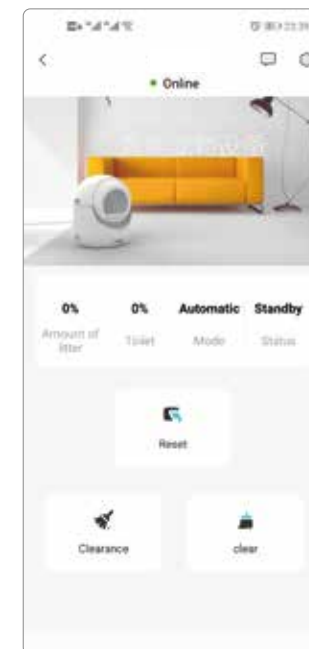 Online
0% 0% Automatic Standby
Amount of litter Toilet Mode Status
Reset
Clearance clear